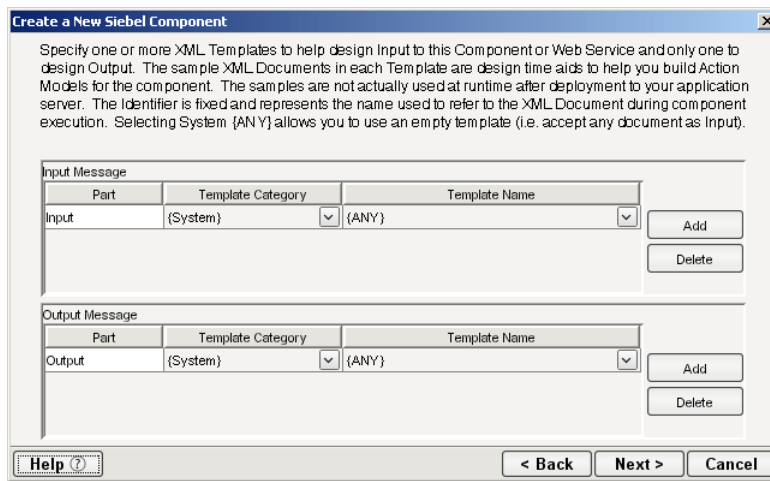 Create a New Siebel Component
Specify one or more XML Templates to help design Input to this Component or Web Service and only one to
design Output. The sample XML Documents in each Template are design time aids to help you build Action
Models for the component. The samples are not actually used at runtime after deployment to your application
server. The Identifier is fixed and represents the name used to refer to the XML Document during component
execution. Selecting System {ANY} allows you to use an empty template (i.e. accept any document as Input).
Input Message
Part Template Category Template Name
Input {System} {ANY}
Add
Delete
Output Message
Part Template Category Template Name
Output {System} {ANY}
Add
Delete
Help ? < Back Next > Cancel